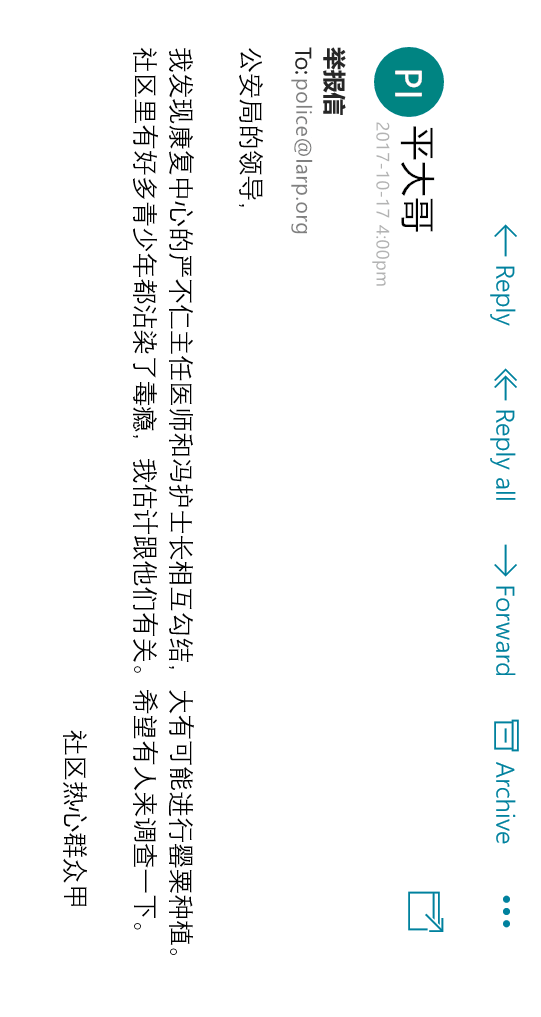 Reply Reply all Forward Archive
PI 平大哥
2017-10-17 4:00pm
举报信
To: police@larp.org
公安局的领导，
我发现康复中心的严不仁主任医师和冯护士长相互勾结，大有可能进行罂粟种植。
社区里有好多青少年都沾染了毒瘾，我估计跟他们有关。希望有人来调查一下。
社区热心群众甲